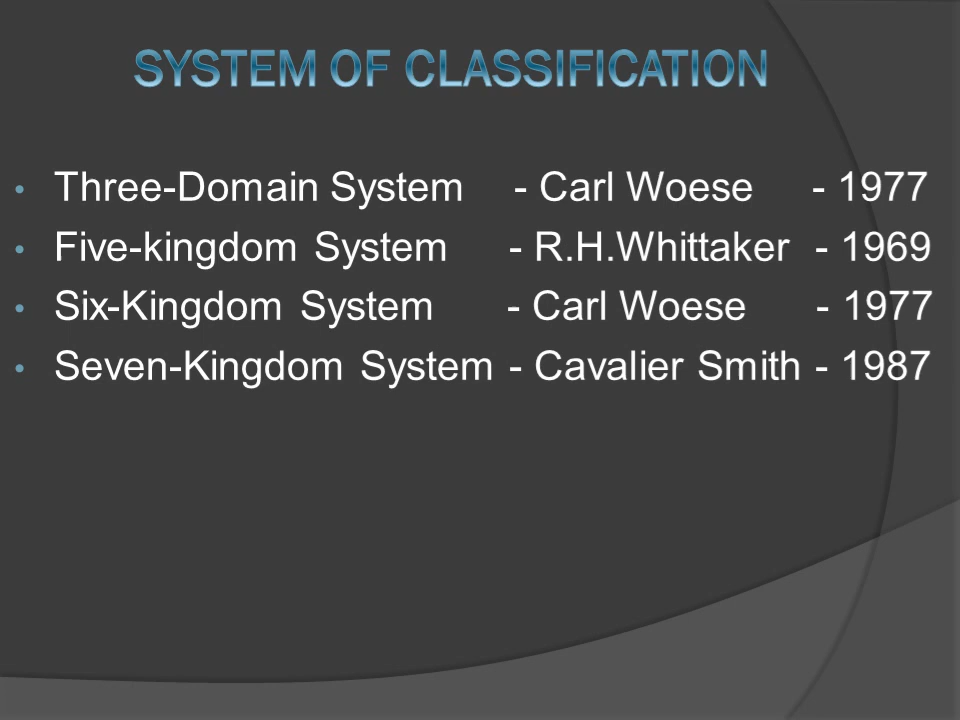 SYSTEM OF CLASSIFICATION
• Three-Domain System - Carl Woese - 1977
• Five-kingdom System - R.H.Whittaker - 1969
• Six-Kingdom System - Carl Woese - 1977
• Seven-Kingdom System - Cavalier Smith - 1987